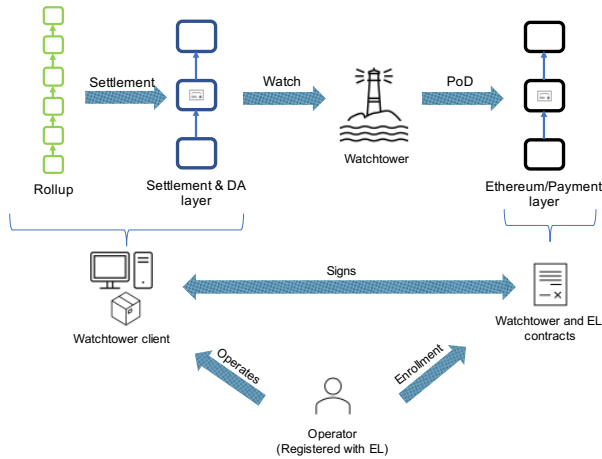 Settlement
Watch
PoD
Watchtower
Rollup
Settlement & DA
layer
Ethereum/Payment
layer
Signs
Watchtower client
Watchtower and EL
contracts
Operates
Enrollment
Operator
(Registered with EL)